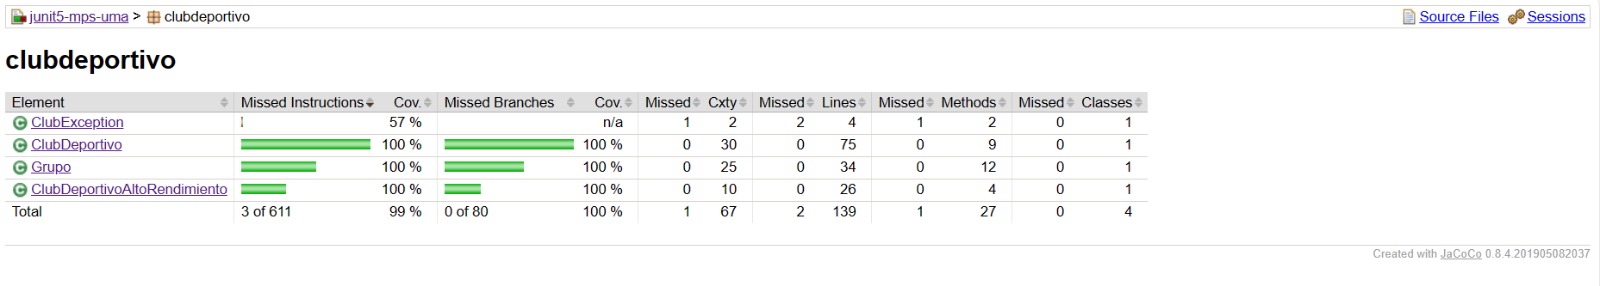 junit5-mps-uma > clubdeportivo Source Files Sessions
clubdeportivo
Element Missed Instructions Cov. Missed Branches Cov. Missed Cxty Missed Lines Missed Methods Missed Classes
ClubException 57 % n/a 1 2 2 4 1 2 0 1
ClubDeportivo 100 % 100 % 0 30 0 75 0 9 0 1
Grupo 100 % 100 % 0 25 0 34 0 12 0 1
ClubDeportivoAltoRendimiento 100 % 100 % 0 10 0 26 0 4 0 1
Total 3 of 611 99 % 0 of 80 100 % 1 67 2 139 1 27 0 4
Created with JaCoCo 0.8.4.201905082037